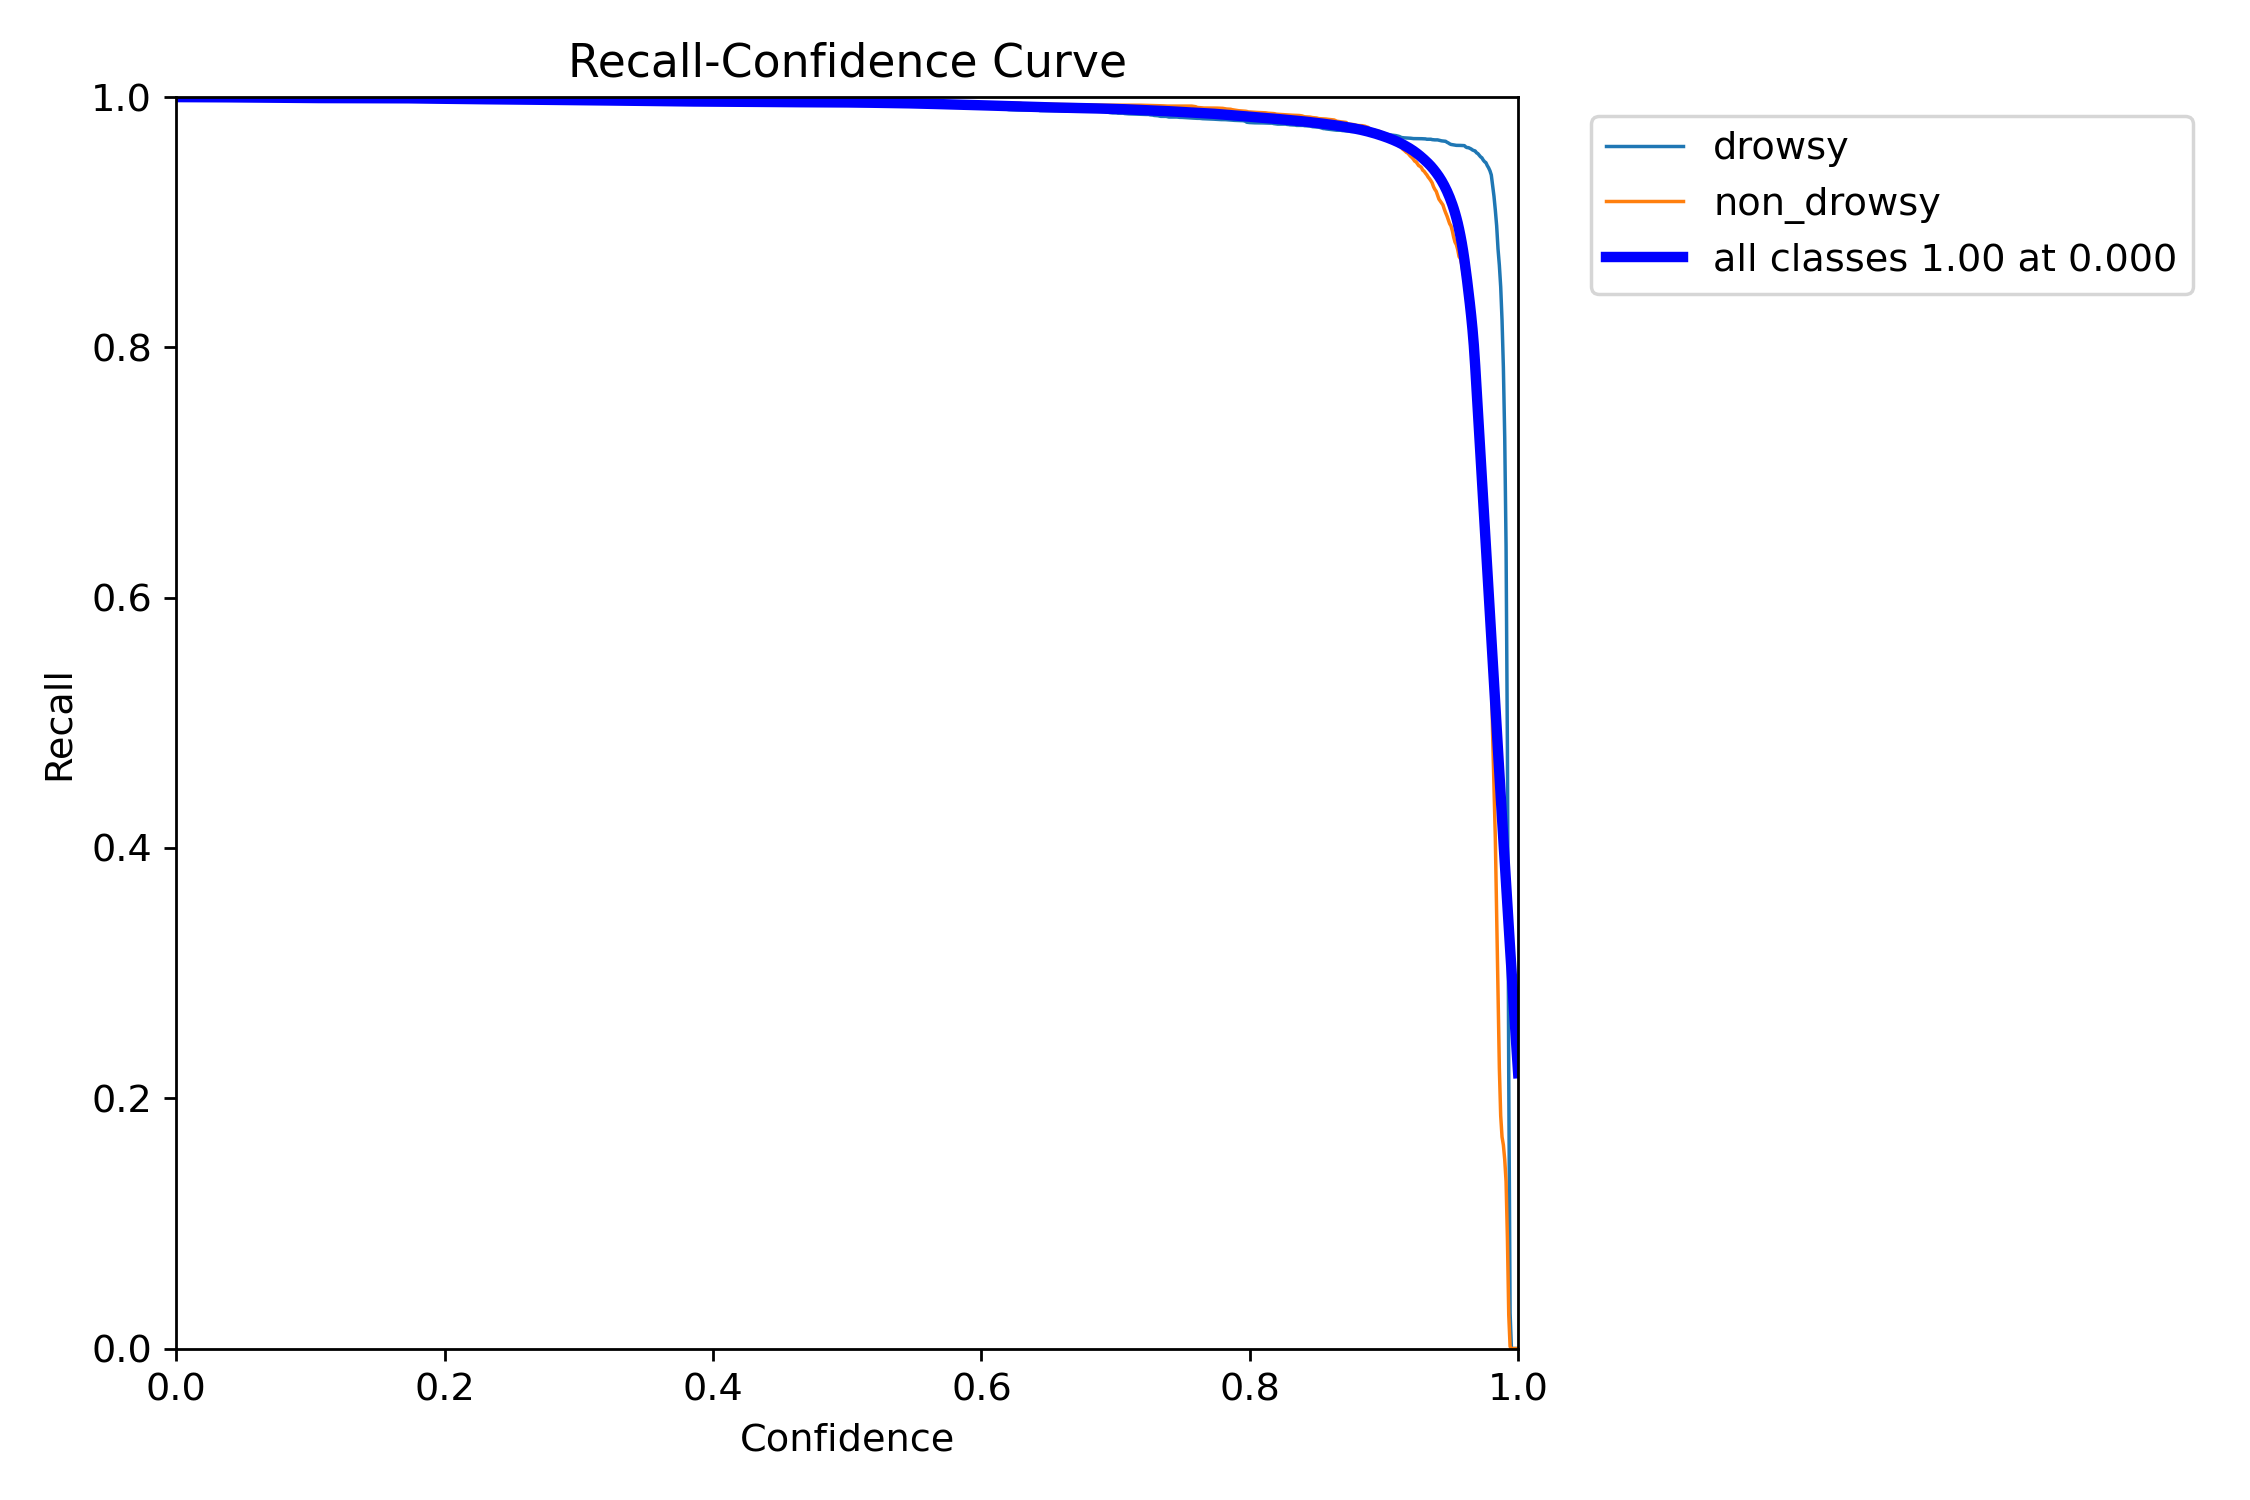 Recall-Confidence Curve
1.0
0.8
0.6
0.4
0.2
0.0
Recall
0.0 0.2 0.4 0.6 0.8 1.0
Confidence
drowsy
non_drowsy
all classes 1.00 at 0.000